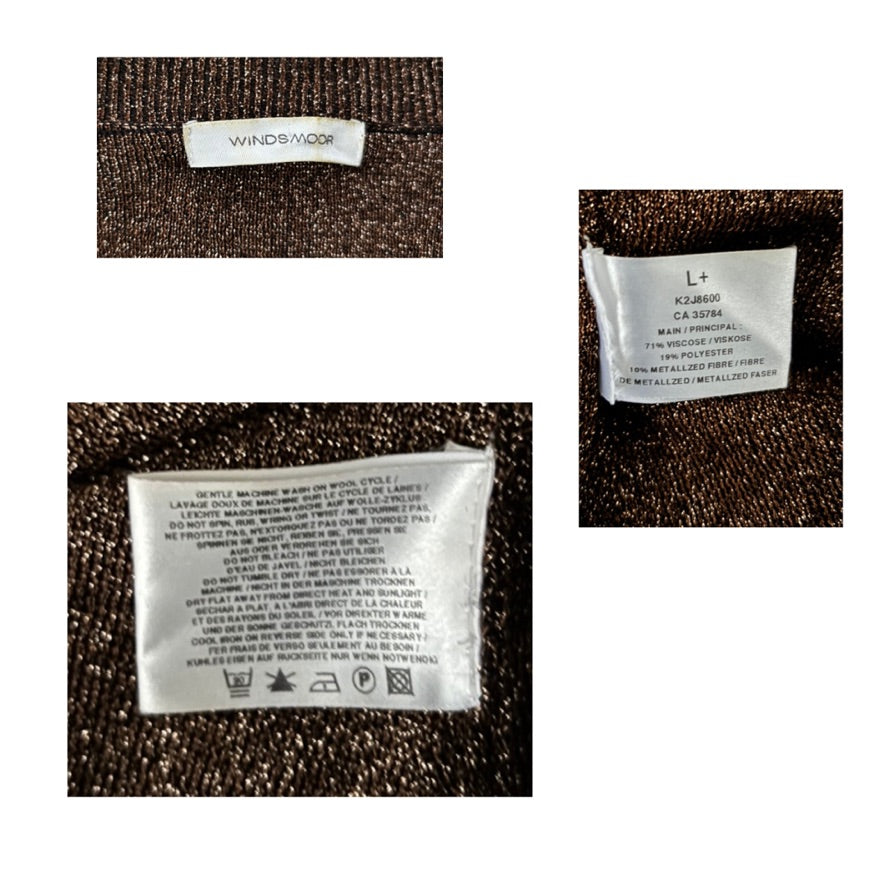 WINDSMOOR
L+
K2J8600
CA 35784
MAIN / PRINCIPAL :
71% VISCOSE / VISKOSE
19% POLYESTER
10% METALLZED FIBRE / FIBRE
DE METALLZED / METALLZED FASER
GENTLE MACHINE WASH ON WOOL CYCLE /
LAVAGE DOUX DE MACHINE SUR LE CYCLE DE LAINES /
LEICHTE MASCHINEN-WASCHE AUF WOLLE-ZYKLUS
DO NOT SPIN, RUB, WRING OR TWIST / NE TOURNEZ PAS,
NE FROTTEZ PAS, N'EXTORQUEZ PAS OU NE TORDEZ PAS /
SPINNEN SIE NICHT, REIBEN SIE, PRESSEN SIE
AUS ODER VERDREHEN SIE SICH
DO NOT BLEACH / NE PAS UTILISER
D'EAU DE JAVEL / NICHT BLEICHEN
DO NOT TUMBLE DRY / NE PAS ESSORER À LA
MACHINE / NICHT IN DER MASCHINE TROCKNEN
DRY FLAT AWAY FROM DIRECT HEAT AND SUNLIGHT /
SÉCHAR A PLAT, A L'ABRI DIRECT DE LA CHALEUR
ET DES RAYONS DU SOLEIL / VOR DIREKTER WARME
UND DER SONNE GESCHUTZT, FLACH TROCKNEN
COOL IRON ON REVERSE SIDE ONLY IF NECESSARY /
FER FRAIS DE VERSO SEULEMENT AU BESOIN /
KUHLES EISEN AUF RUCKSEITE NUR WENN NOTWENDIG
30 P